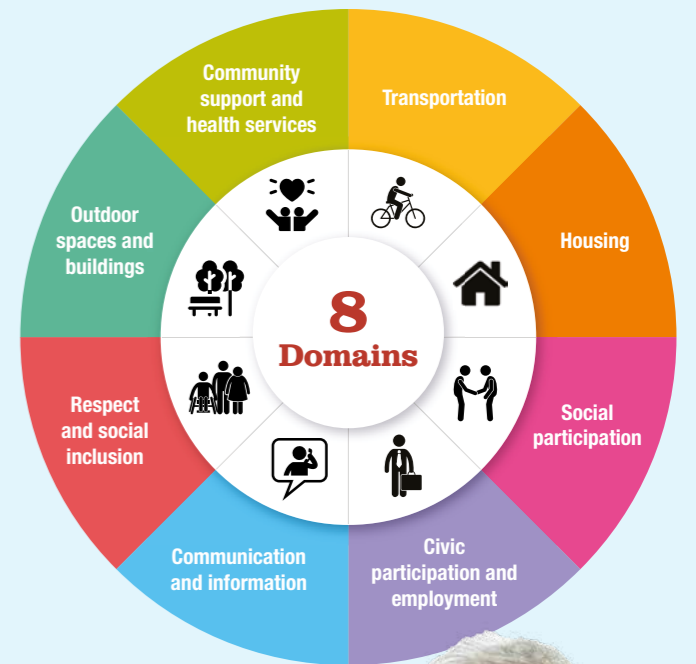 8
Domains
Transportation
Housing
Social
participation
Civic
participation and
employment
Communication
and information
Respect
and social
inclusion
Outdoor
spaces and
buildings
Community
support and
health services